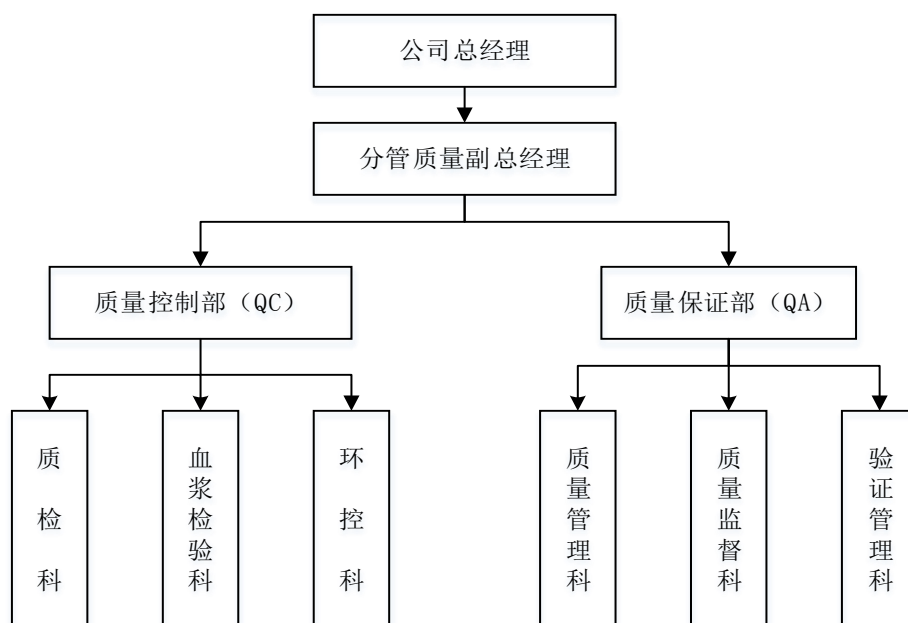 公司总经理
分管质量副总经理
质量控制部（QC）
质量保证部（QA）
质检科
血浆检验科
环控科
质量管理科
质量监督科
验证管理科